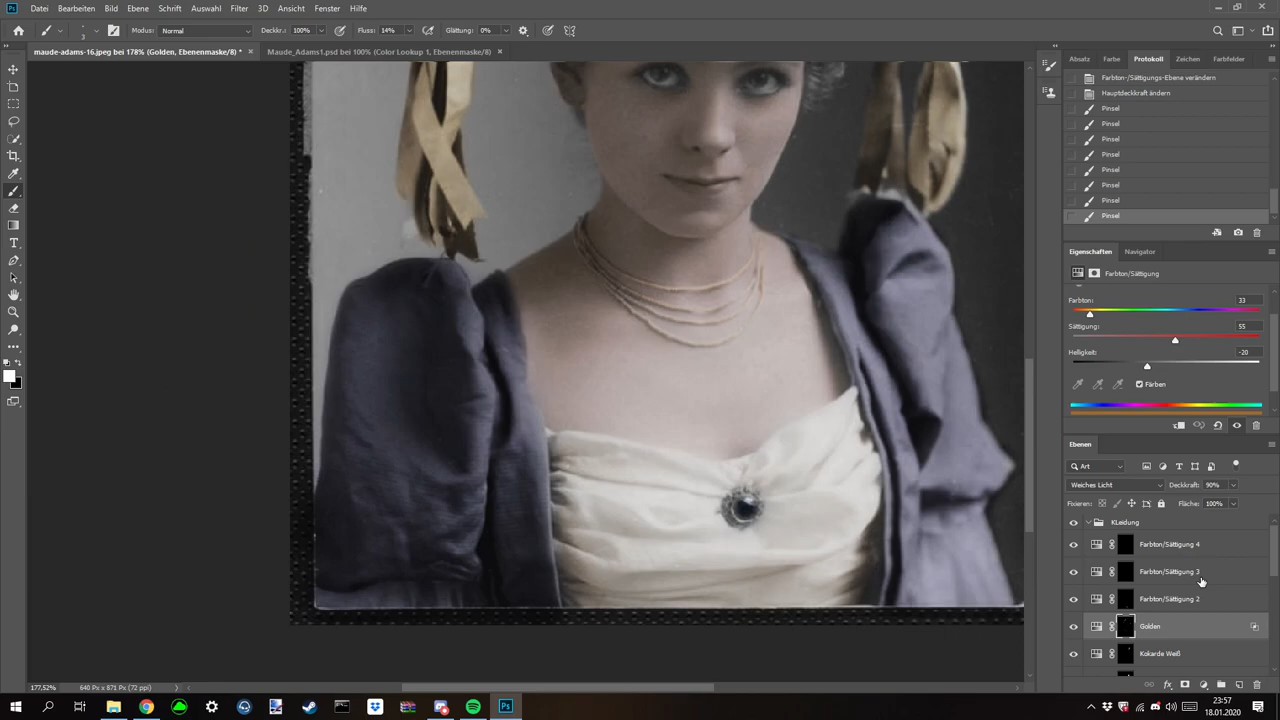 Ps Datei Bearbeiten Bild Ebene Schrift Auswahl Filter 3D Ansicht Fenster Hilfe
3 Modus: Normal Deckkr.: 100% Fluss: 14% Glättung: 0%
maude-adams-16.jpeg bei 178% (Golden, Ebenenmaske/8) * × Maude_Adams1.psd bei 100% (Color Lookup 1, Ebenenmaske/8) ×
Absatz Farbe Protokoll Zeichen Farbfelder
Farbton-/Sättigungs-Ebene verändern
Hauptdeckkraft ändern
Pinsel
Pinsel
Pinsel
Pinsel
Pinsel
Pinsel
Pinsel
Pinsel
Eigenschaften Navigator
Farbton/Sättigung
Farbton: 33
Sättigung: 55
Helligkeit: -20
Färben
Ebenen
Art
Weiches Licht Deckkraft: 90%
Fixieren: Fläche: 100%
KLeidung
Farbton/Sättigung 4
Farbton/Sättigung 3
Farbton/Sättigung 2
Golden
Kokarde Weiß
177,52% 640 Px x 871 Px (72 ppi)
fx
Ps
23:57
18.01.2020